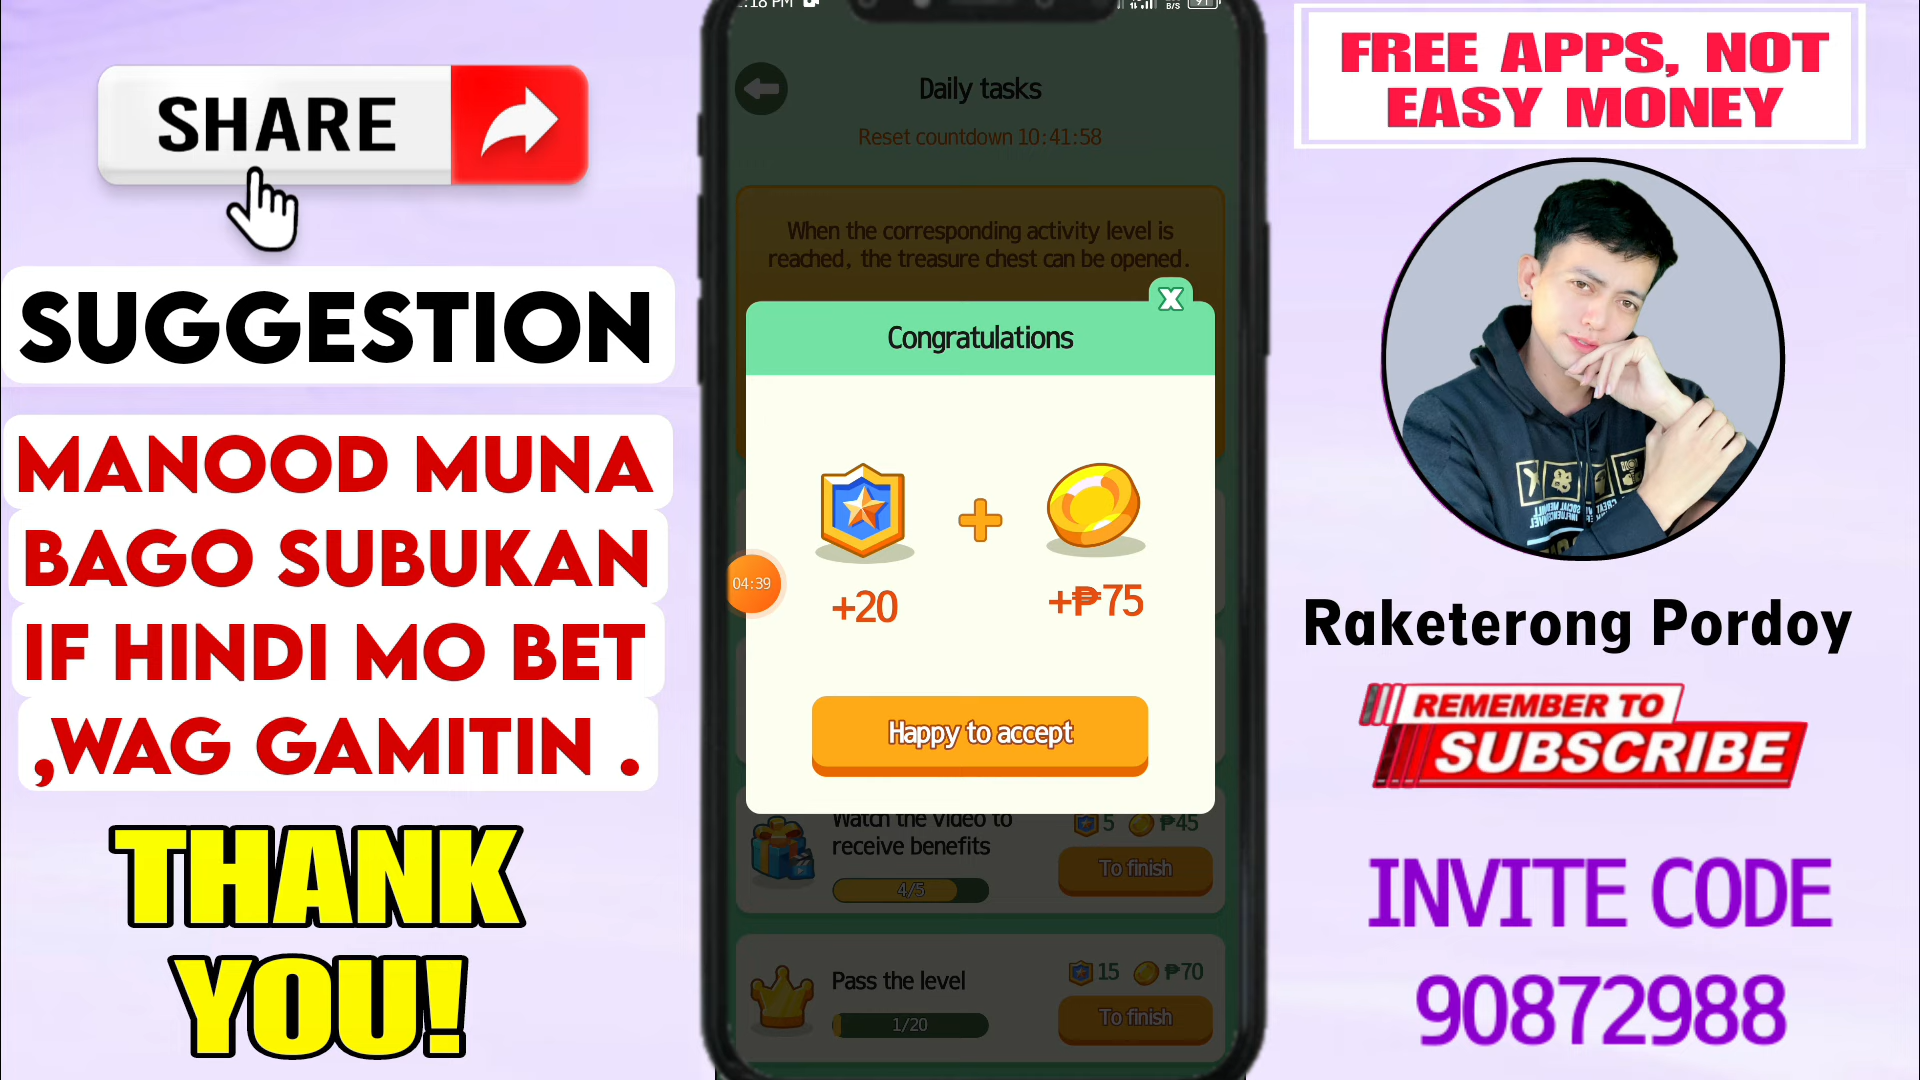 SHARE
SUGGESTION
MANOOD MUNA
BAGO SUBUKAN
IF HINDI MO BET
,WAG GAMITIN .
THANK
YOU!
Daily tasks
Reset countdown 10:41:58
When the corresponding activity level is
reached, the treasure chest can be opened.
X
Congratulations
04:39
+20
+₱75
Happy to accept
Watch the video to
receive benefits
5 ₱45
4/5
To finish
Pass the level
15 ₱70
1/20
To finish
FREE APPS, NOT
EASY MONEY
Raketerong Pordoy
REMEMBER TO
SUBSCRIBE
INVITE CODE
90872988